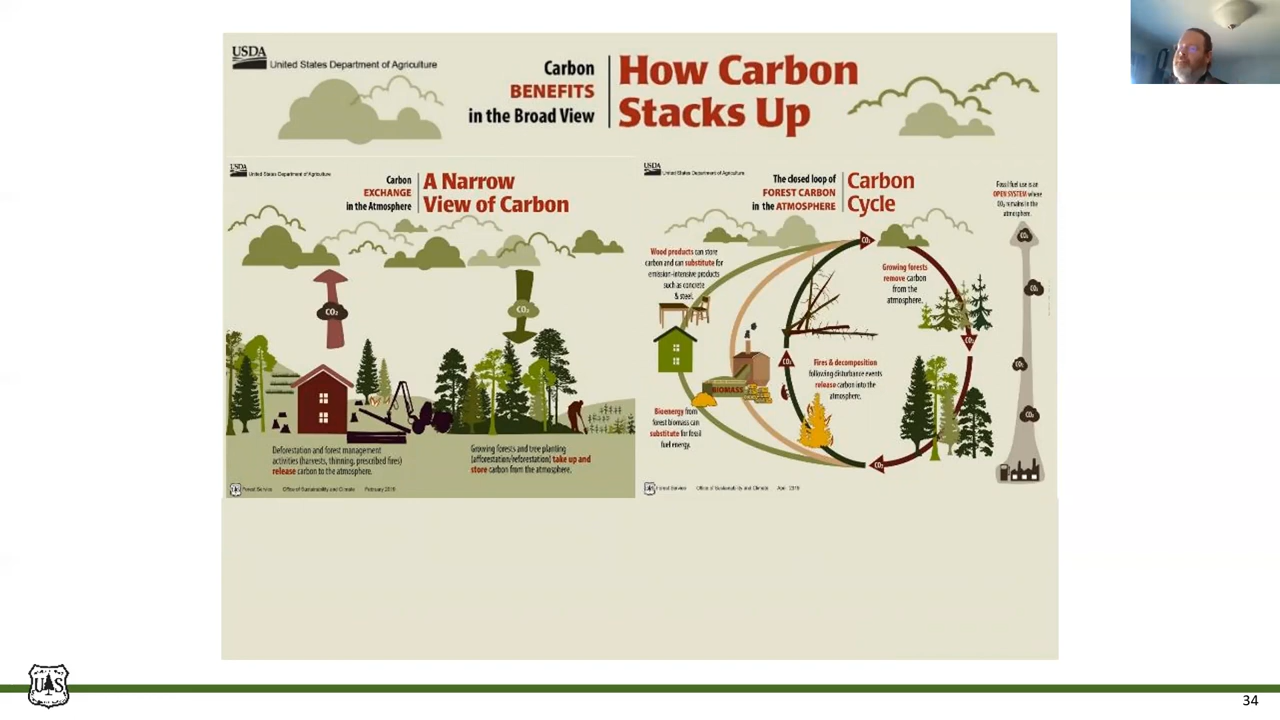 USDA
United States Department of Agriculture
Carbon
BENEFITS
in the Broad View
How Carbon
Stacks Up
USDA
United States Department of Agriculture
Carbon
EXCHANGE
in the Atmosphere
A Narrow
View of Carbon
CO₂
CO₂
Deforestation and forest management
activities (harvests, thinning, prescribed fires)
release carbon to the atmosphere.
Growing forests and tree planting
(afforestation/reforestation) take up and
store carbon from the atmosphere.
Forest Service
Office of Sustainability and Climate
February 2019
USDA
United States Department of Agriculture
The closed loop of
FOREST CARBON
in the ATMOSPHERE
Carbon
Cycle
Fossil fuel use is an
OPEN SYSTEM where
CO₂ remains in the
atmosphere.
Wood products can store
carbon and can substitute for
emission-intensive products
such as concrete
& steel.
CO₂
Growing forests
remove carbon
from the
atmosphere.
CO₂
CO₂
CO₂
CO₂
Fires & decomposition
following disturbance events
release carbon into the
atmosphere.
BIOMASS
CO₂
Bioenergy from
forest biomass can
substitute for fossil
fuel energy.
CO₂
CO₂
Forest Service
Office of Sustainability and Climate
April 2019
US
34